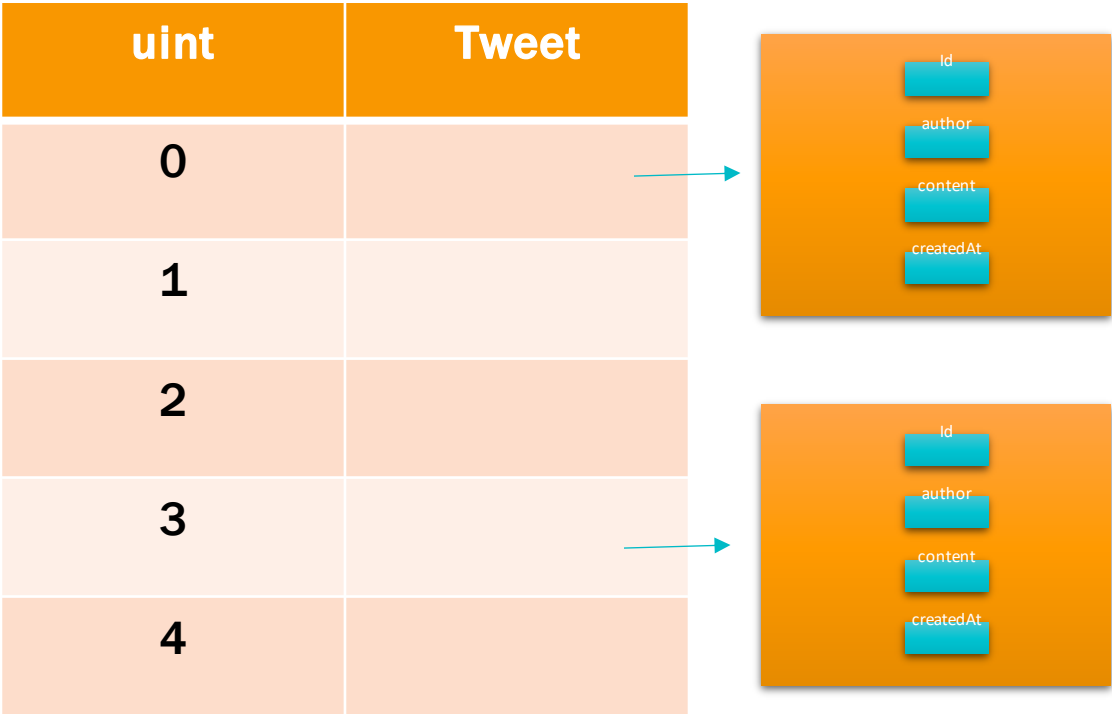 uint Tweet
0
1
2
3
4
Id
author
content
createdAt
Id
author
content
createdAt